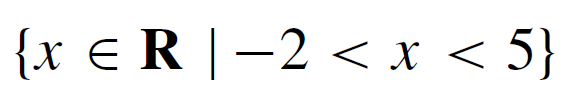 {x ∈ R | −2 < x < 5}